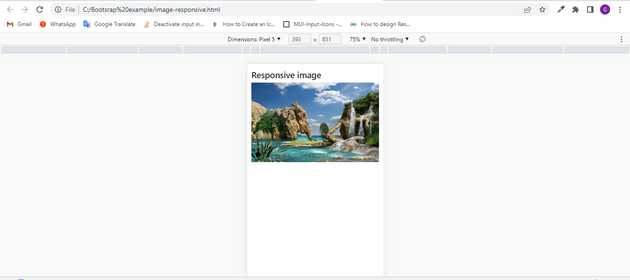 File | C:/Bootsrap%20example/image-responsive.html
G
Gmail WhatsApp Google Translate Deactivate input in... How to Create an Ic... MUI-Input-Icons -... How to design Res...
Dimensions: Pixel 5 393 × 851 75% No throttling
Responsive image